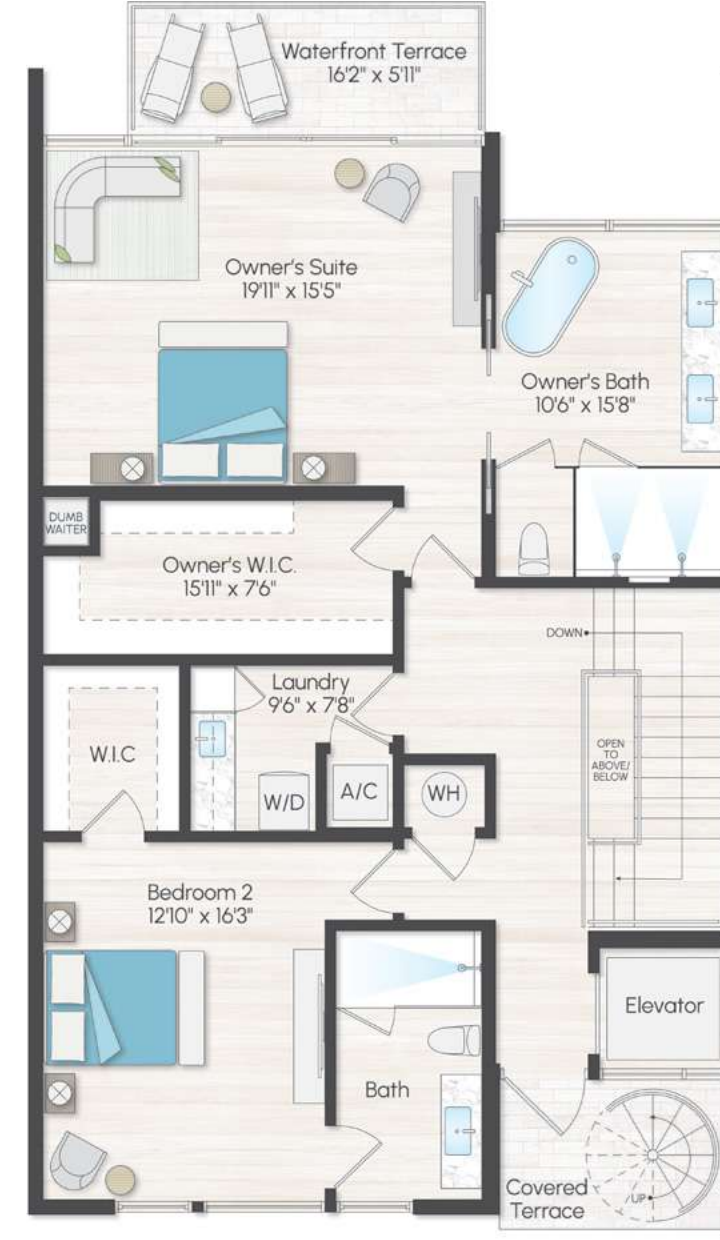 Waterfront Terrace
16'2" x 5'11"
Owner's Suite
19'11" x 15'5"
Owner's Bath
10'6" x 15'8"
DUMB
WAITER
Owner's W.I.C.
15'11" x 7'6"
DOWN
Laundry
9'6" x 7'8"
W.I.C
OPEN
TO
ABOVE/
BELOW
W/D
A/C
WH
Bedroom 2
12'10" x 16'3"
Elevator
Bath
Covered
Terrace
UP